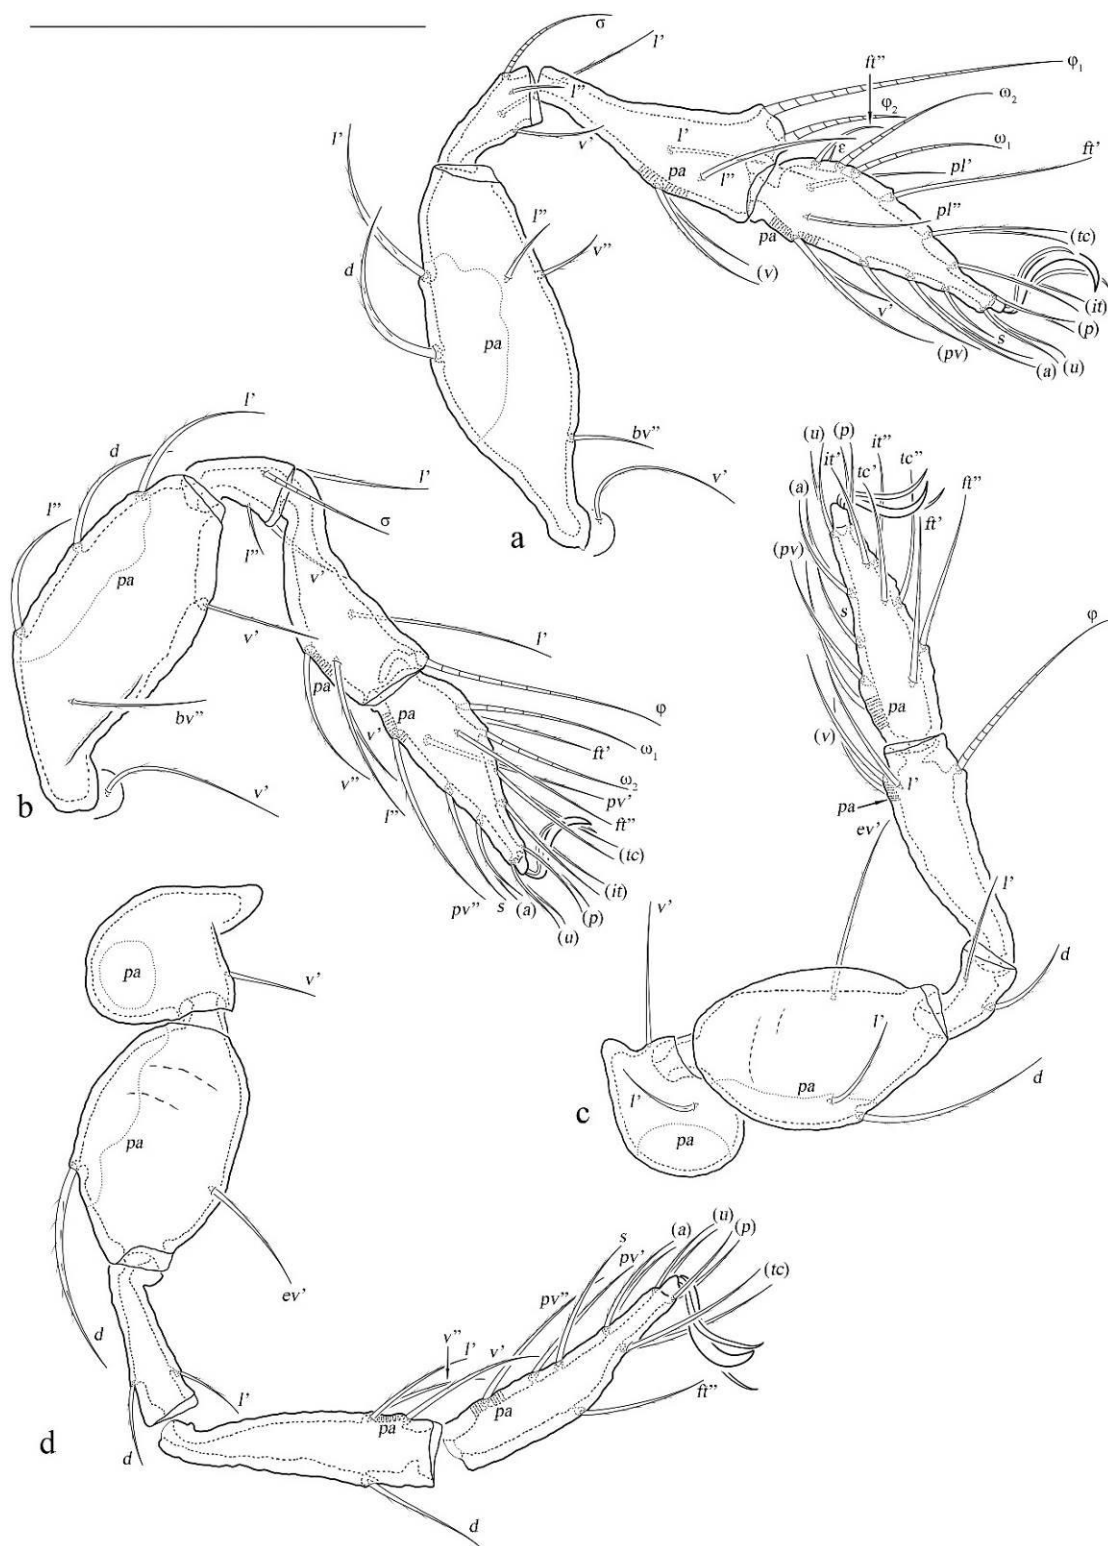 σ
l’
φ₁
ft”
l”
φ₂
ω₂
l’
v’
l’
ε
ω₁
ft’
pa
l”
pl’
d
l”
v”
pl”
pa
(tc)
(v)
pa
v’
(it)
(p)
s
(pv)
(a)
(u)
bv”
v’
a
l’
d
l”
l’
σ
l”
pa
v’
v’
l’
bv”
pa
φ
pa
v’
ft’
ω₁
v”
ω₂
l”
pv’
ft”
(tc)
(it)
pv”
s
(a)
(p)
(u)
v’
b
(u)
(p)
it’
it”
tc’
tc”
(a)
ft”
ft’
(pv)
s
φ
pa
(v)
l’
pa
ev’
l’
v’
d
l’
l’
pa
d
pa
c
pa
v’
pa
ev’
d
l’
d
s
pv’
(a)
(u)
(p)
(tc)
pv”
v”
l’
v’
pa
pa
ft”
d
d